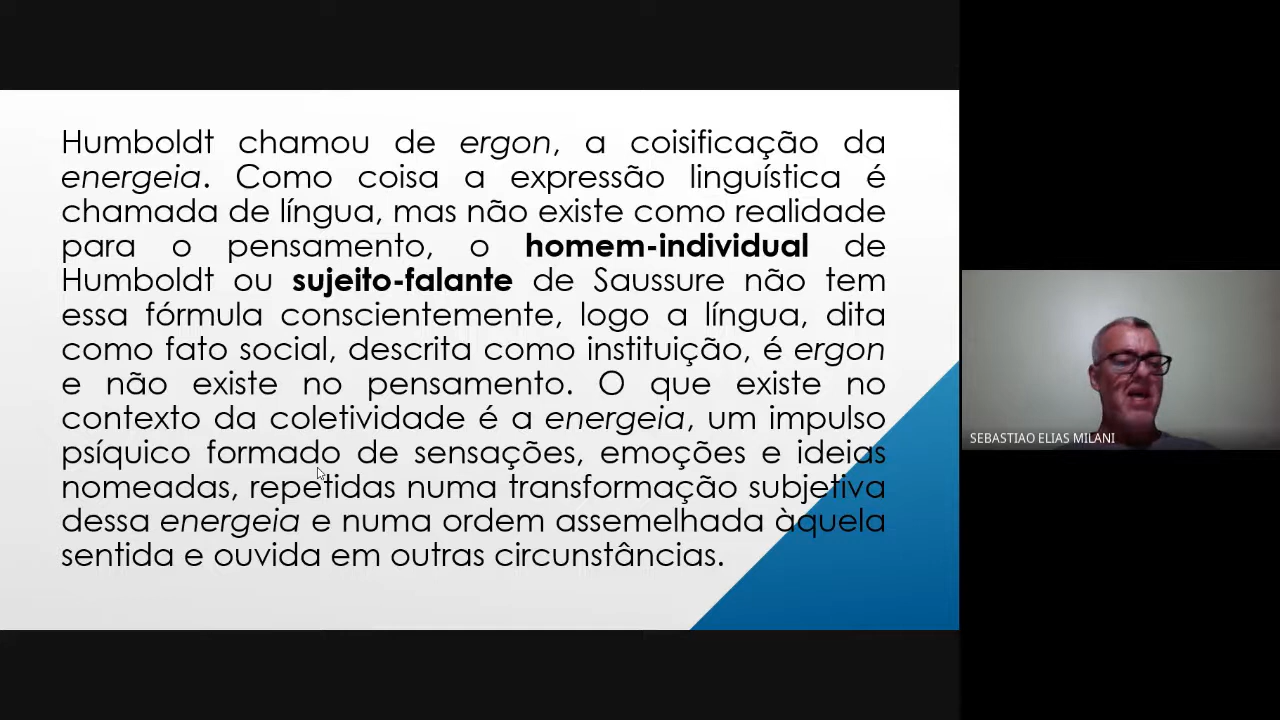 Humboldt chamou de ergon, a coisificação da
energeia. Como coisa a expressão linguística é
chamada de língua, mas não existe como realidade
para o pensamento, o homem-individual de
Humboldt ou sujeito-falante de Saussure não tem
essa fórmula conscientemente, logo a língua, dita
como fato social, descrita como instituição, é ergon
e não existe no pensamento. O que existe no
contexto da coletividade é a energeia, um impulso
psíquico formado de sensações, emoções e ideias
nomeadas, repetidas numa transformação subjetiva
dessa energeia e numa ordem assemelhada àquela
sentida e ouvida em outras circunstâncias.
SEBASTIAO ELIAS MILANI